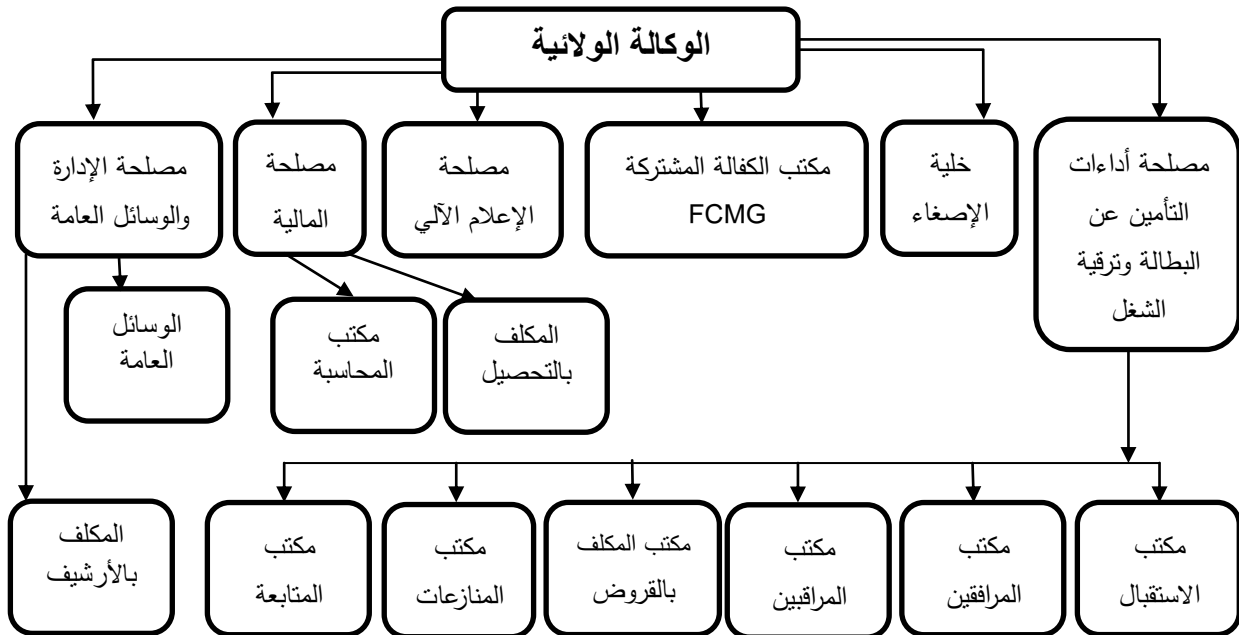 الوكالة الولائية
مصلحة أداءات
التأمين عن
البطالة وترقية
الشغل
خلية
الإصغاء
مكتب الكفالة المشتركة
FCMG
مصلحة
الإعلام الآلي
مصلحة
المالية
مصلحة الإدارة
والوسائل العامة
المكلف
بالتحصيل
مكتب
المحاسبة
الوسائل
العامة
مكتب
الاستقبال
مكتب
المرافقين
مكتب
المراقبين
مكتب المكلف
بالقروض
مكتب
المنازعات
مكتب
المتابعة
المكلف
بالأرشيف